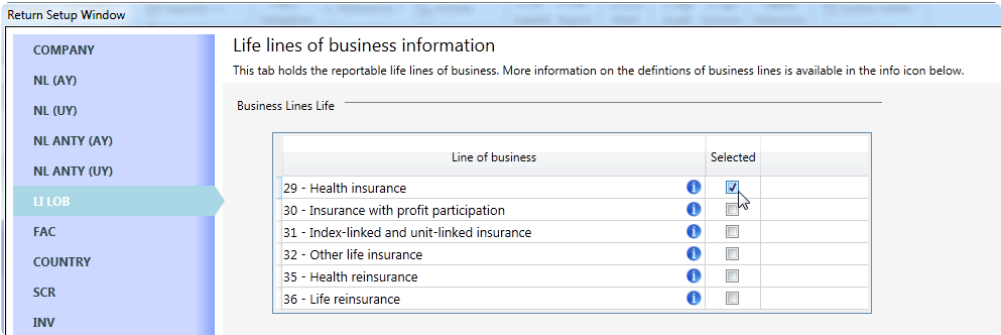 Return Setup Window
COMPANY
NL (AY)
NL (UY)
NL ANTY (AY)
NL ANTY (UY)
LI LOB
FAC
COUNTRY
SCR
INV
Life lines of business information
This tab holds the reportable life lines of business. More information on the defintions of business lines is available in the info icon below.
Business Lines Life
Line of business Selected
29 - Health insurance
30 - Insurance with profit participation
31 - Index-linked and unit-linked insurance
32 - Other life insurance
35 - Health reinsurance
36 - Life reinsurance